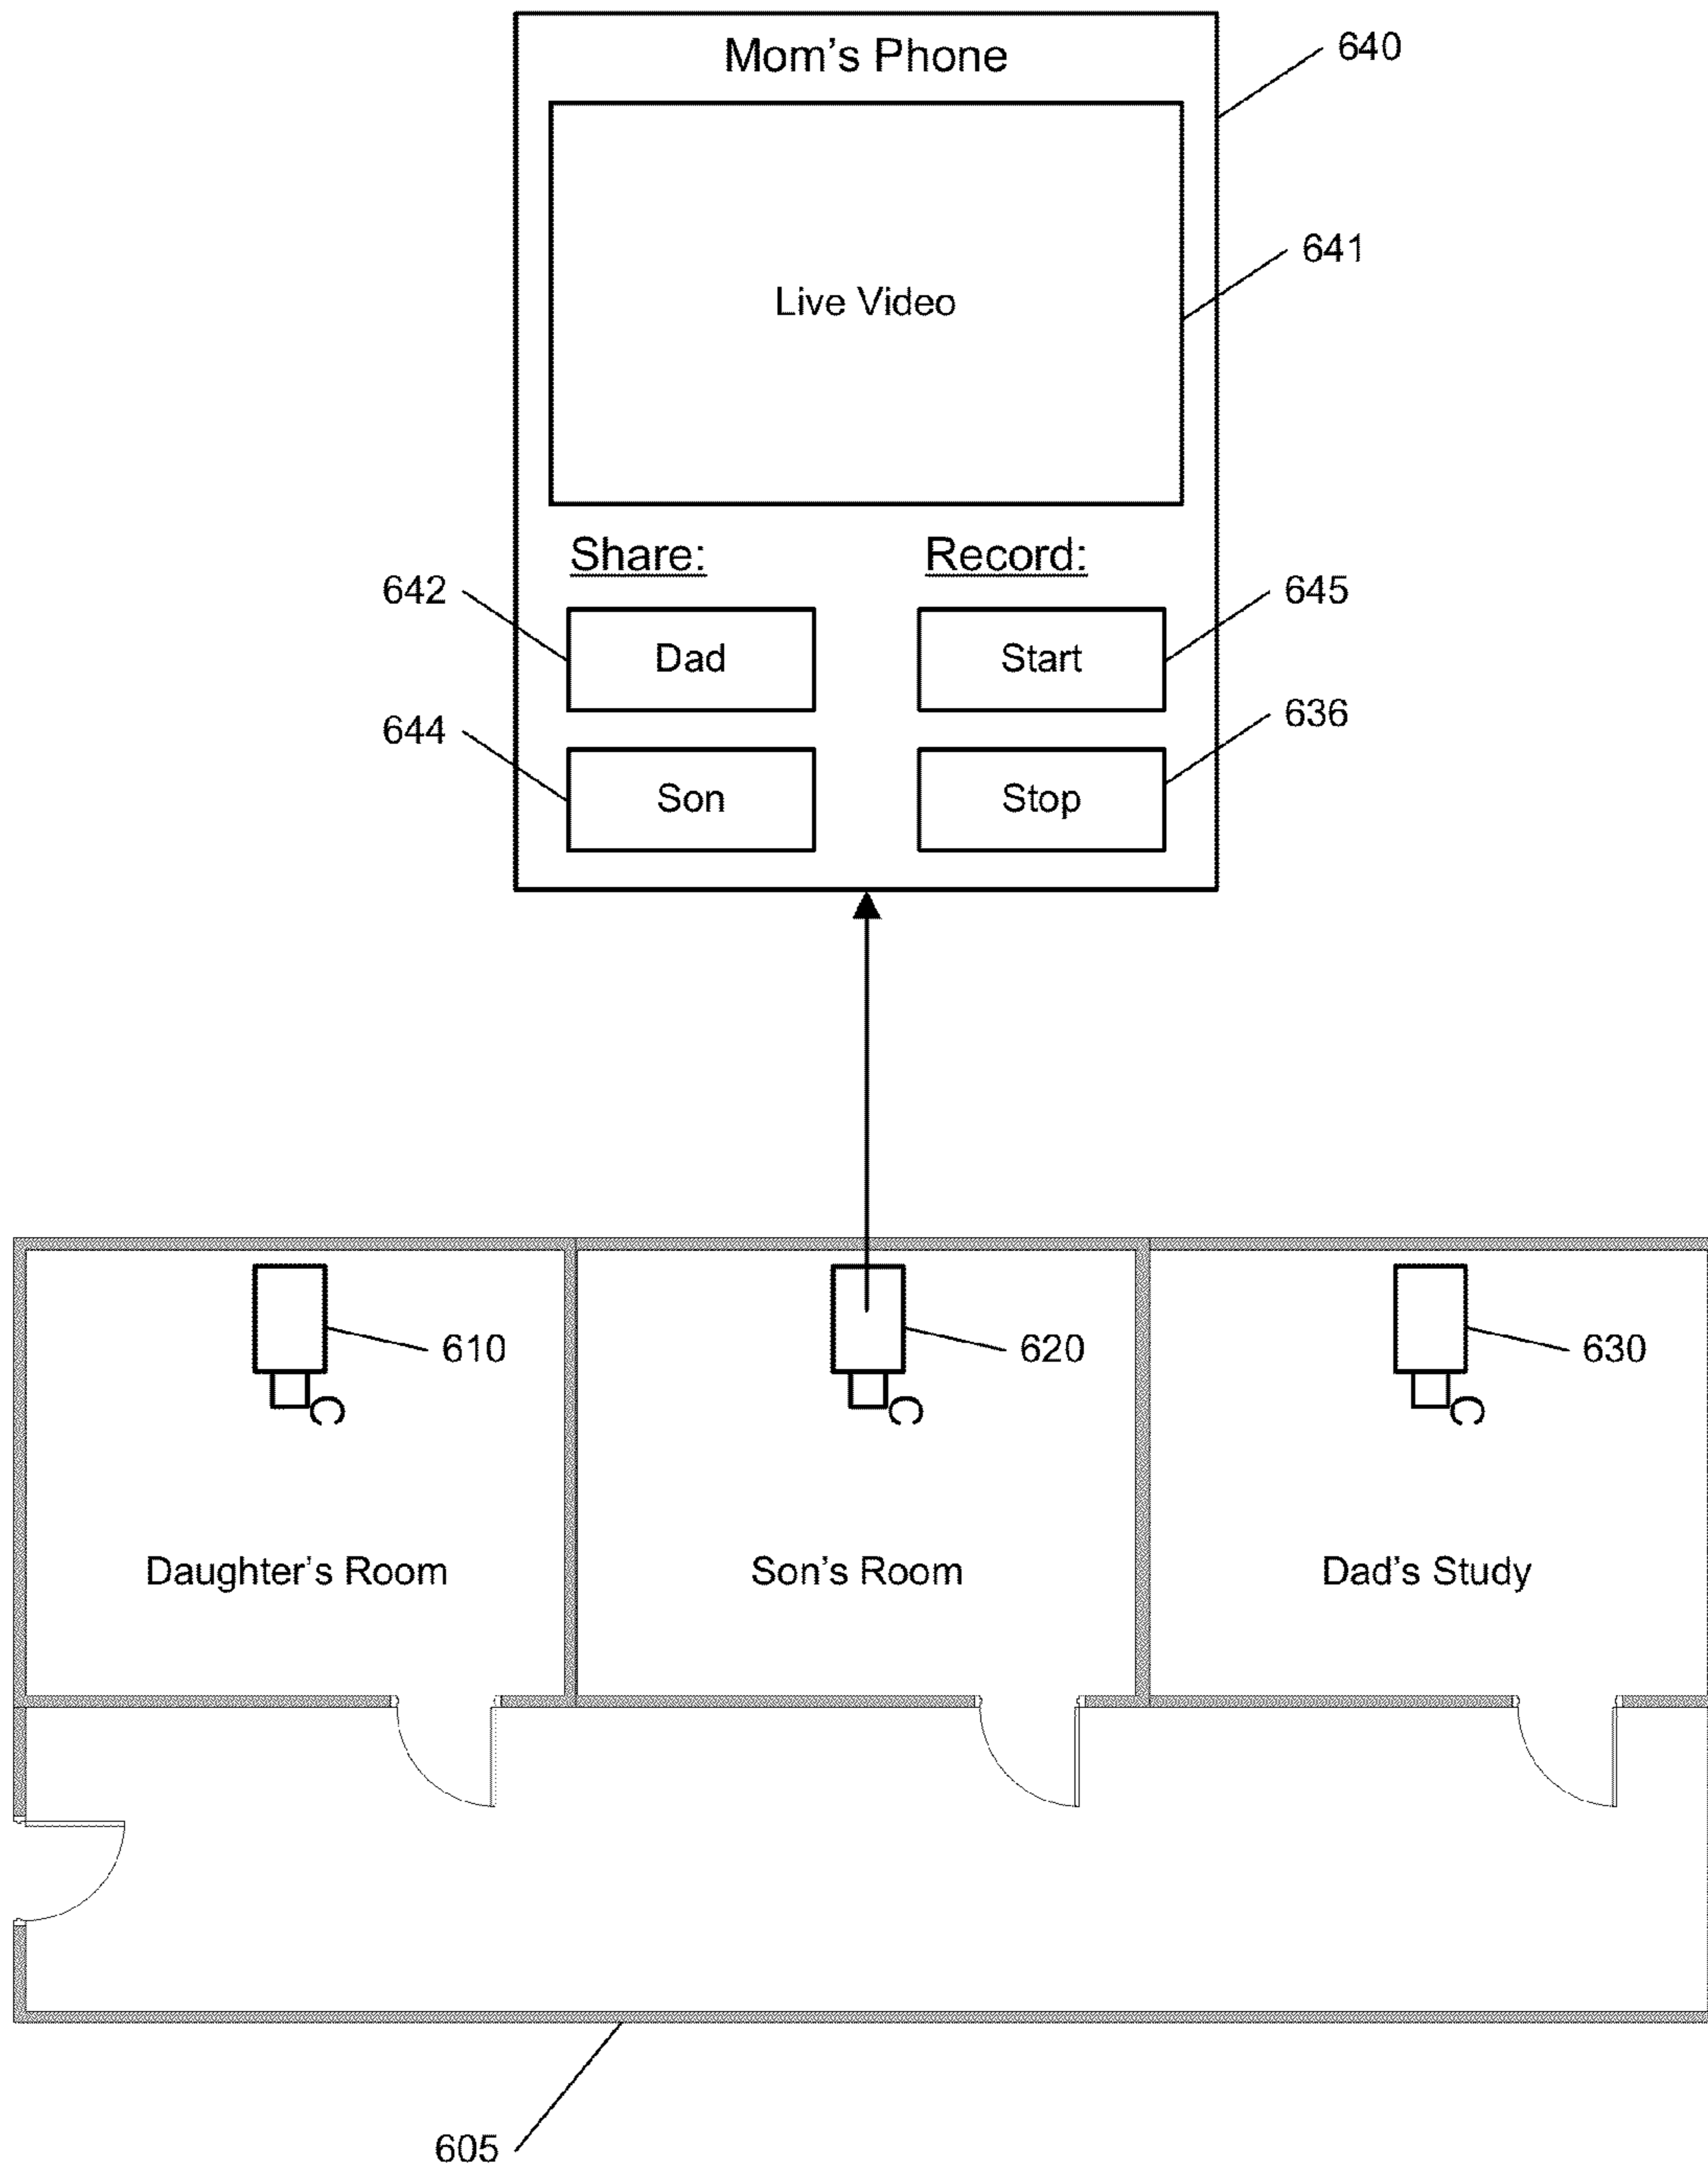 Mom's Phone
640
641
Live Video
Share: Record:
642 Dad Start 645
644 Son Stop 636
610 620 630
C C C
Daughter's Room Son's Room Dad's Study
605